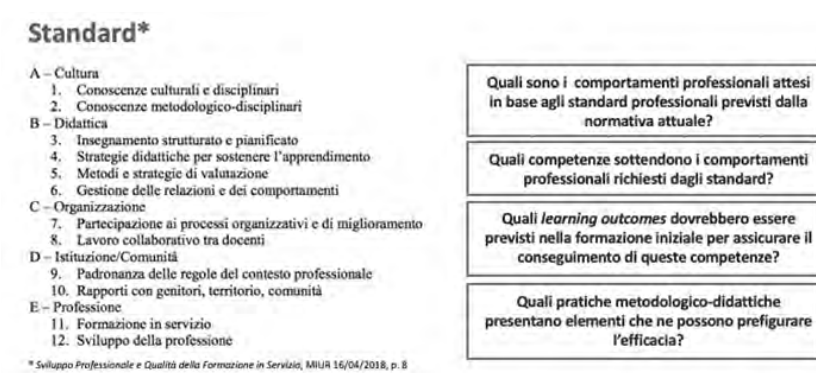 Standard*
A – Cultura
1. Conoscenze culturali e disciplinari
2. Conoscenze metodologico-disciplinari
B – Didattica
3. Insegnamento strutturato e pianificato
4. Strategie didattiche per sostenere l'apprendimento
5. Metodi e strategie di valutazione
6. Gestione delle relazioni e dei comportamenti
C – Organizzazione
7. Partecipazione ai processi organizzativi e di miglioramento
8. Lavoro collaborativo tra docenti
D – Istituzione/Comunità
9. Padronanza delle regole del contesto professionale
10. Rapporti con genitori, territorio, comunità
E – Professione
11. Formazione in servizio
12. Sviluppo della professione
* Sviluppo Professionale e Qualità della Formazione in Servizio, MIUR 16/04/2018, p. 8
Quali sono i comportamenti professionali attesi
in base agli standard professionali previsti dalla
normativa attuale?
Quali competenze sottendono i comportamenti
professionali richiesti dagli standard?
Quali learning outcomes dovrebbero essere
previsti nella formazione iniziale per assicurare il
conseguimento di queste competenze?
Quali pratiche metodologico-didattiche
presentano elementi che ne possono prefigurare
l'efficacia?